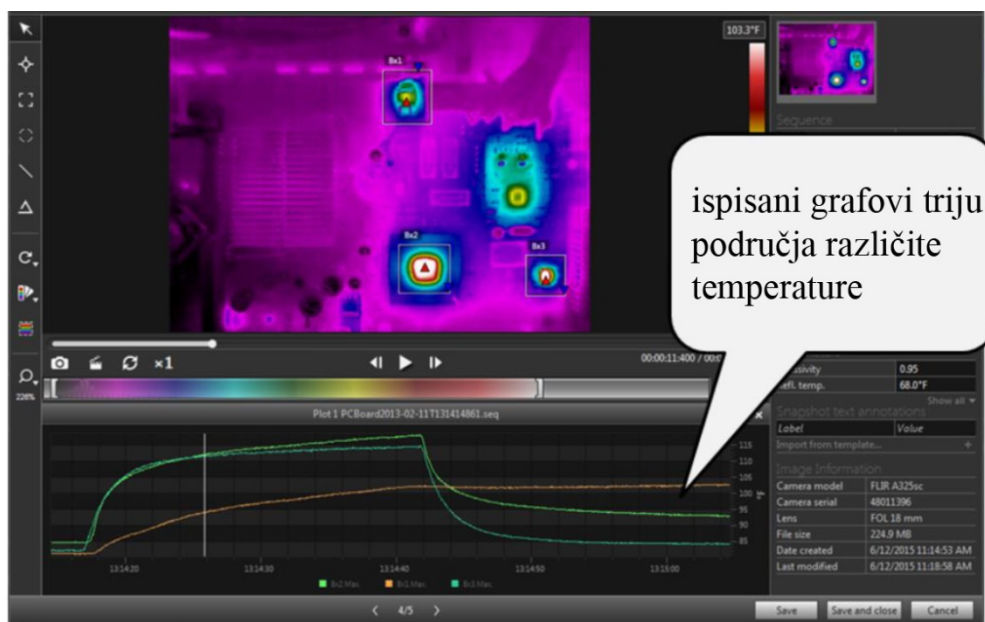 103.3°F
Bx1
Bx2
Bx3
Sequence
ispisani grafovi triju
područja različite
temperature
×1
00:00:11:400 / 00:0
228%
0.95
Refl. temp. 68.0°F
Show all
Plot 1 PCBoard2013-02-11T131414861.seq
Snapshot text annotations
Label Value
Import from template... +
Image Information
Camera model FLIR A325sc
Camera serial 48011396
Lens FOL 18 mm
File size 224.9 MB
Date created 6/12/2015 11:14:53 AM
Last modified 6/12/2015 11:18:58 AM
115
110
105
100
95
90
85
°F
13:14:20 13:14:30 13:14:40 13:14:50 13:15:00
Bx2.Max. Bx1.Max. Bx3.Max.
4/5
Save Save and close Cancel